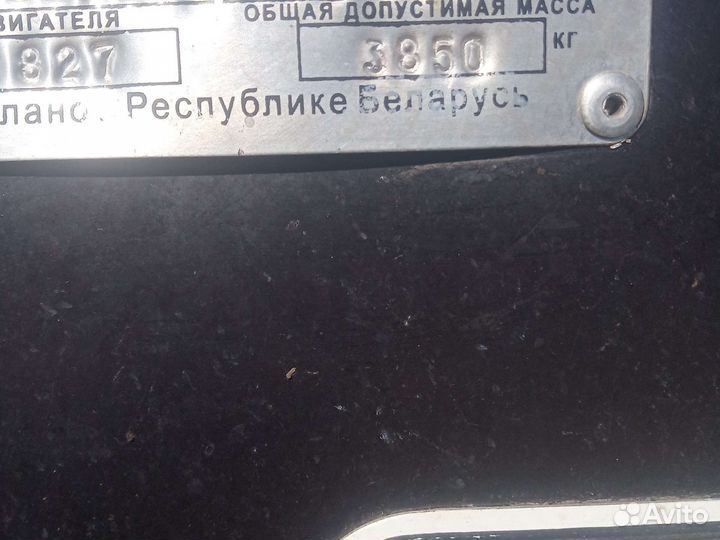 ВИГАТЕЛЯ ОБЩАЯ ДОПУСТИМАЯ МАССА
827 3850 КГ
лано Республике Беларусь
Avito